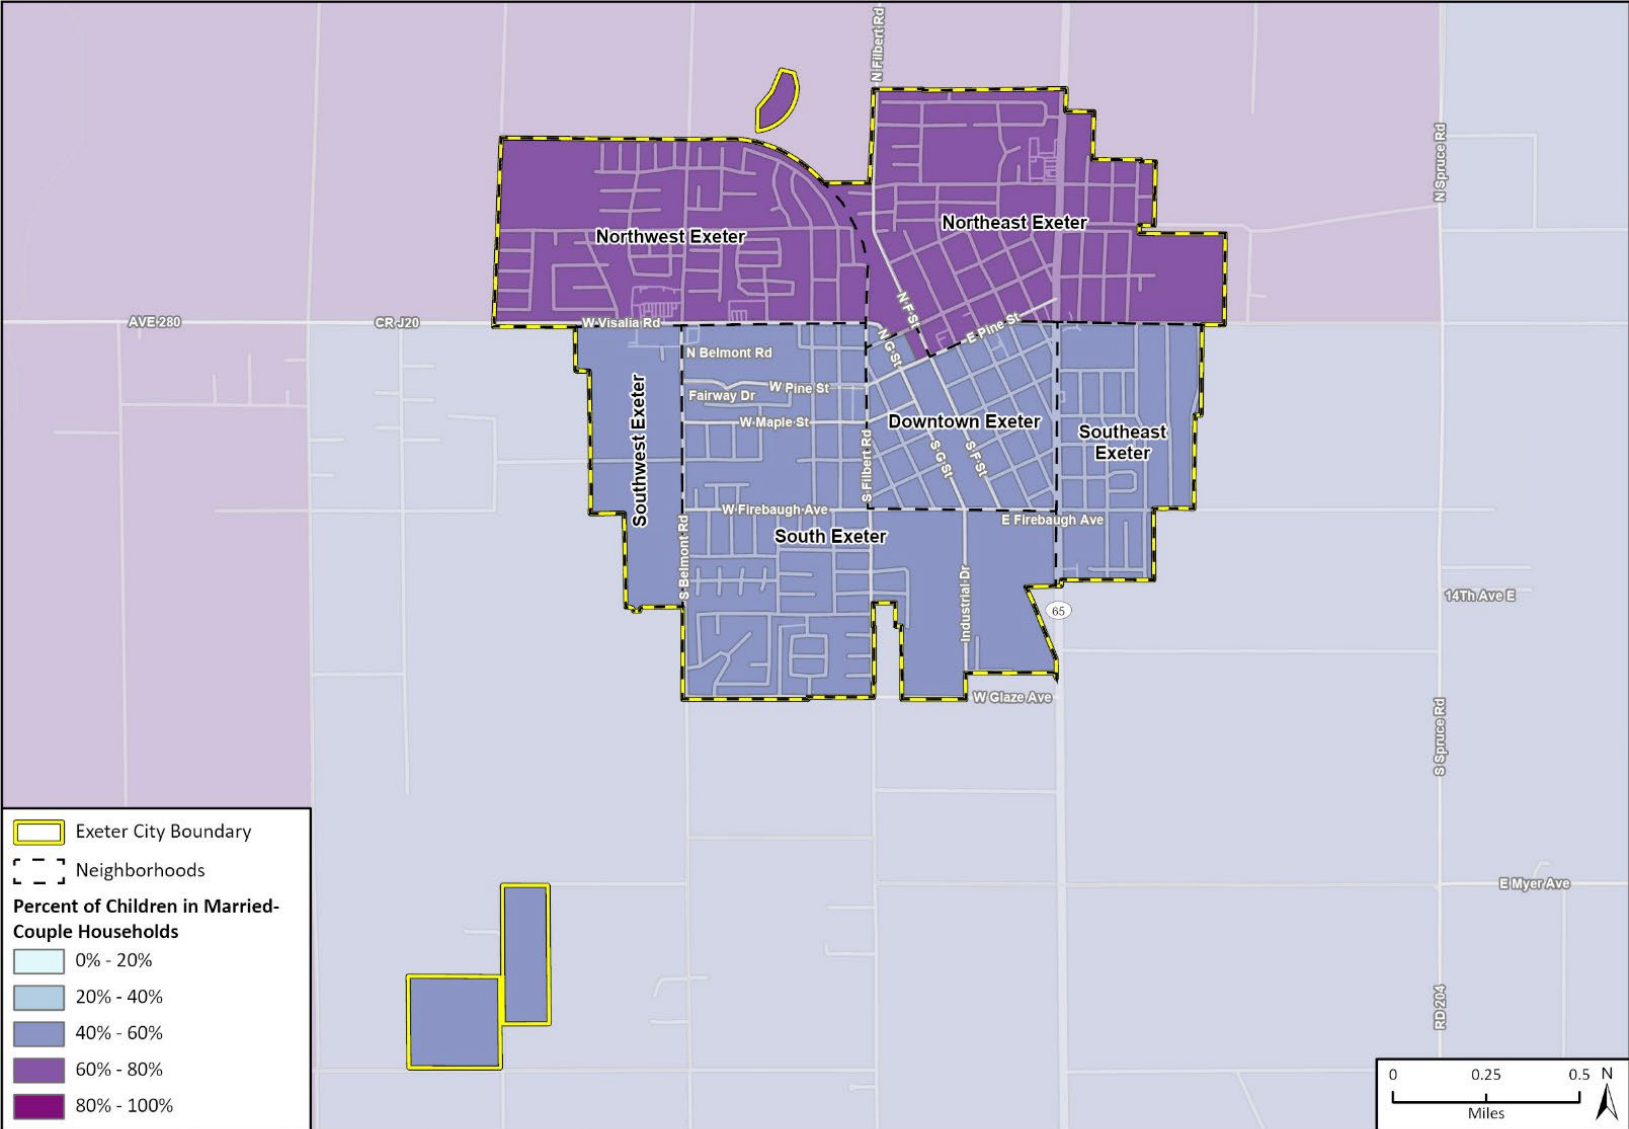 N Filbert Rd
N Spruce Rd
Northeast Exeter
Northwest Exeter
N F St
E Pine St
AVE 280
CR J20
W Visalia Rd
N G St
N Belmont Rd
W Pine St
Fairway Dr
W Maple St
Downtown Exeter
Southeast
Exeter
Southwest Exeter
S Filbert Rd
S G St
S F St
W Firebaugh Ave
E Firebaugh Ave
South Exeter
S Belmont Rd
Industrial Dr
65
14Th Ave E
W Glaze Ave
S Spruce Rd
E Myer Ave
RD 204
Exeter City Boundary
Neighborhoods
Percent of Children in Married-
Couple Households
0% - 20%
20% - 40%
40% - 60%
60% - 80%
80% - 100%
0 0.25 0.5 N
Miles